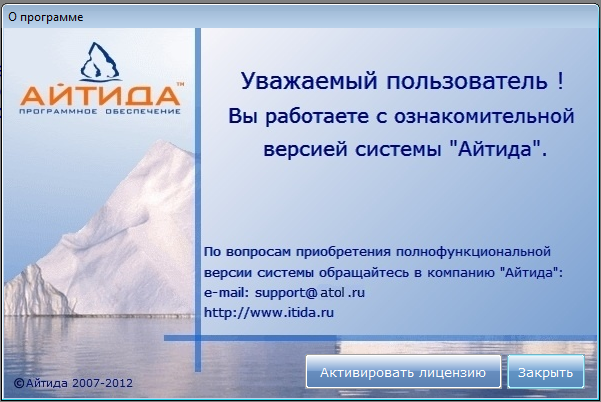 О программе
АЙТИДА™
ПРОГРАММНОЕ ОБЕСПЕЧЕНИЕ
Уважаемый пользователь !
Вы работаете с ознакомительной
версией системы "Айтида".
По вопросам приобретения полнофункциональной
версии системы обращайтесь в компанию "Айтида":
e-mail: support@atol.ru
http://www.itida.ru
Активировать лицензию
Закрыть
©Айтида 2007-2012